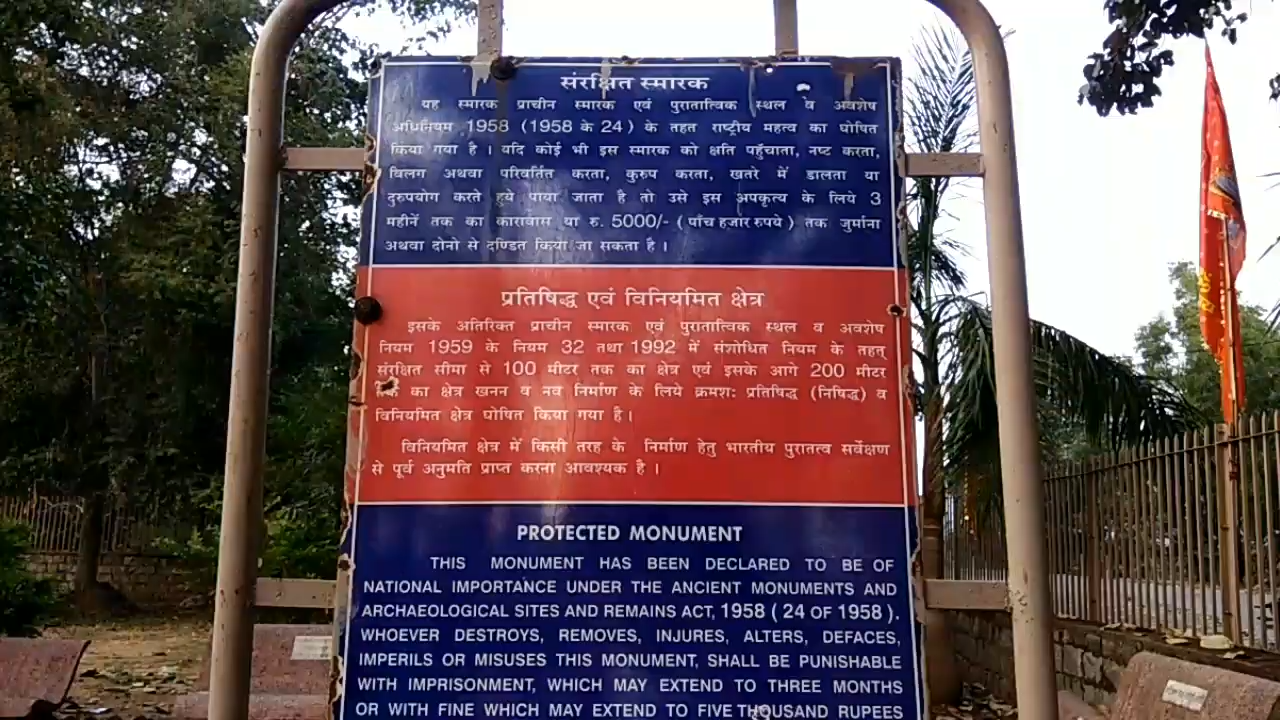 संरक्षित स्मारक
यह स्मारक प्राचीन स्मारक एवं पुरातात्विक स्थल व अवशेष
अधिनियम 1958 (1958 के 24) के तहत राष्ट्रीय महत्व का घोषित
किया गया है । यदि कोई भी इस स्मारक को क्षति पहुँचाता, नष्ट करता,
विलग अथवा परिवर्तित करता, कुरुप करता, खतरे में डालता या
दुरुपयोग करते हुये पाया जाता है तो उसे इस अपकृत्य के लिये 3
महीनें तक का कारावास या रु. 5000/- (पाँच हजार रुपये) तक जुर्माना
अथवा दोनो से दण्डित किया जा सकता है ।
प्रतिषिद्ध एवं विनियमित क्षेत्र
इसके अतिरिक्त प्राचीन स्मारक एवं पुरातात्विक स्थल व अवशेष
नियम 1959 के नियम 32 तथा 1992 में संशोधित नियम के तहत्
संरक्षित सीमा से 100 मीटर तक का क्षेत्र एवं इसके आगे 200 मीटर
तक का क्षेत्र खनन व नव निर्माण के लिये क्रमशः प्रतिषिद्ध (निषिद्ध) व
विनियमित क्षेत्र घोषित किया गया है ।
विनियमित क्षेत्र में किसी तरह के निर्माण हेतु भारतीय पुरातत्व सर्वेक्षण
से पूर्व अनुमति प्राप्त करना आवश्यक है ।
PROTECTED MONUMENT
THIS MONUMENT HAS BEEN DECLARED TO BE OF
NATIONAL IMPORTANCE UNDER THE ANCIENT MONUMENTS AND
ARCHAEOLOGICAL SITES AND REMAINS ACT, 1958 ( 24 OF 1958 ).
WHOEVER DESTROYS, REMOVES, INJURES, ALTERS, DEFACES,
IMPERILS OR MISUSES THIS MONUMENT, SHALL BE PUNISHABLE
WITH IMPRISONMENT, WHICH MAY EXTEND TO THREE MONTHS
OR WITH FINE WHICH MAY EXTEND TO FIVE THOUSAND RUPEES